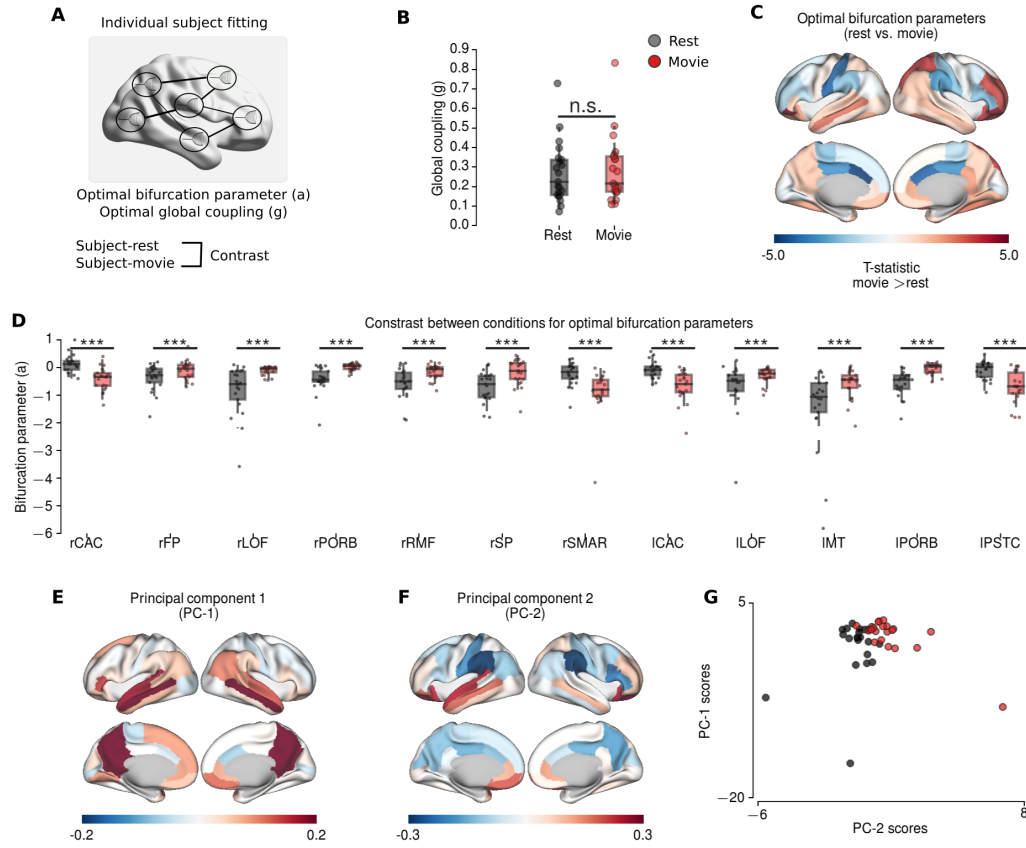 A
Individual subject fitting
Optimal bifurcation parameter (a)
Optimal global coupling (g)
Subject-rest
Subject-movie
Contrast
B
Rest
Movie
Global coupling (g)
0.9
0.8
0.7
0.6
0.5
0.4
0.3
0.2
0.1
0.0
n.s.
Rest
Movie
C
Optimal bifurcation parameters
(rest vs. movie)
-5.0
5.0
T-statistic
movie >rest
D
Constrast between conditions for optimal bifurcation parameters
Bifurcation parameter (a)
1
0
−1
−2
−3
−4
−5
−6
*** *** *** *** *** *** *** *** *** *** *** ***
rCAC rFP rLOF rPORB rRMF rSP rSMAR lCAC lLOF lMT lPORB lPSTC
E
Principal component 1
(PC-1)
-0.2
0.2
F
Principal component 2
(PC-2)
-0.3
0.3
G
PC-1 scores
5
−20
−6
8
PC-2 scores